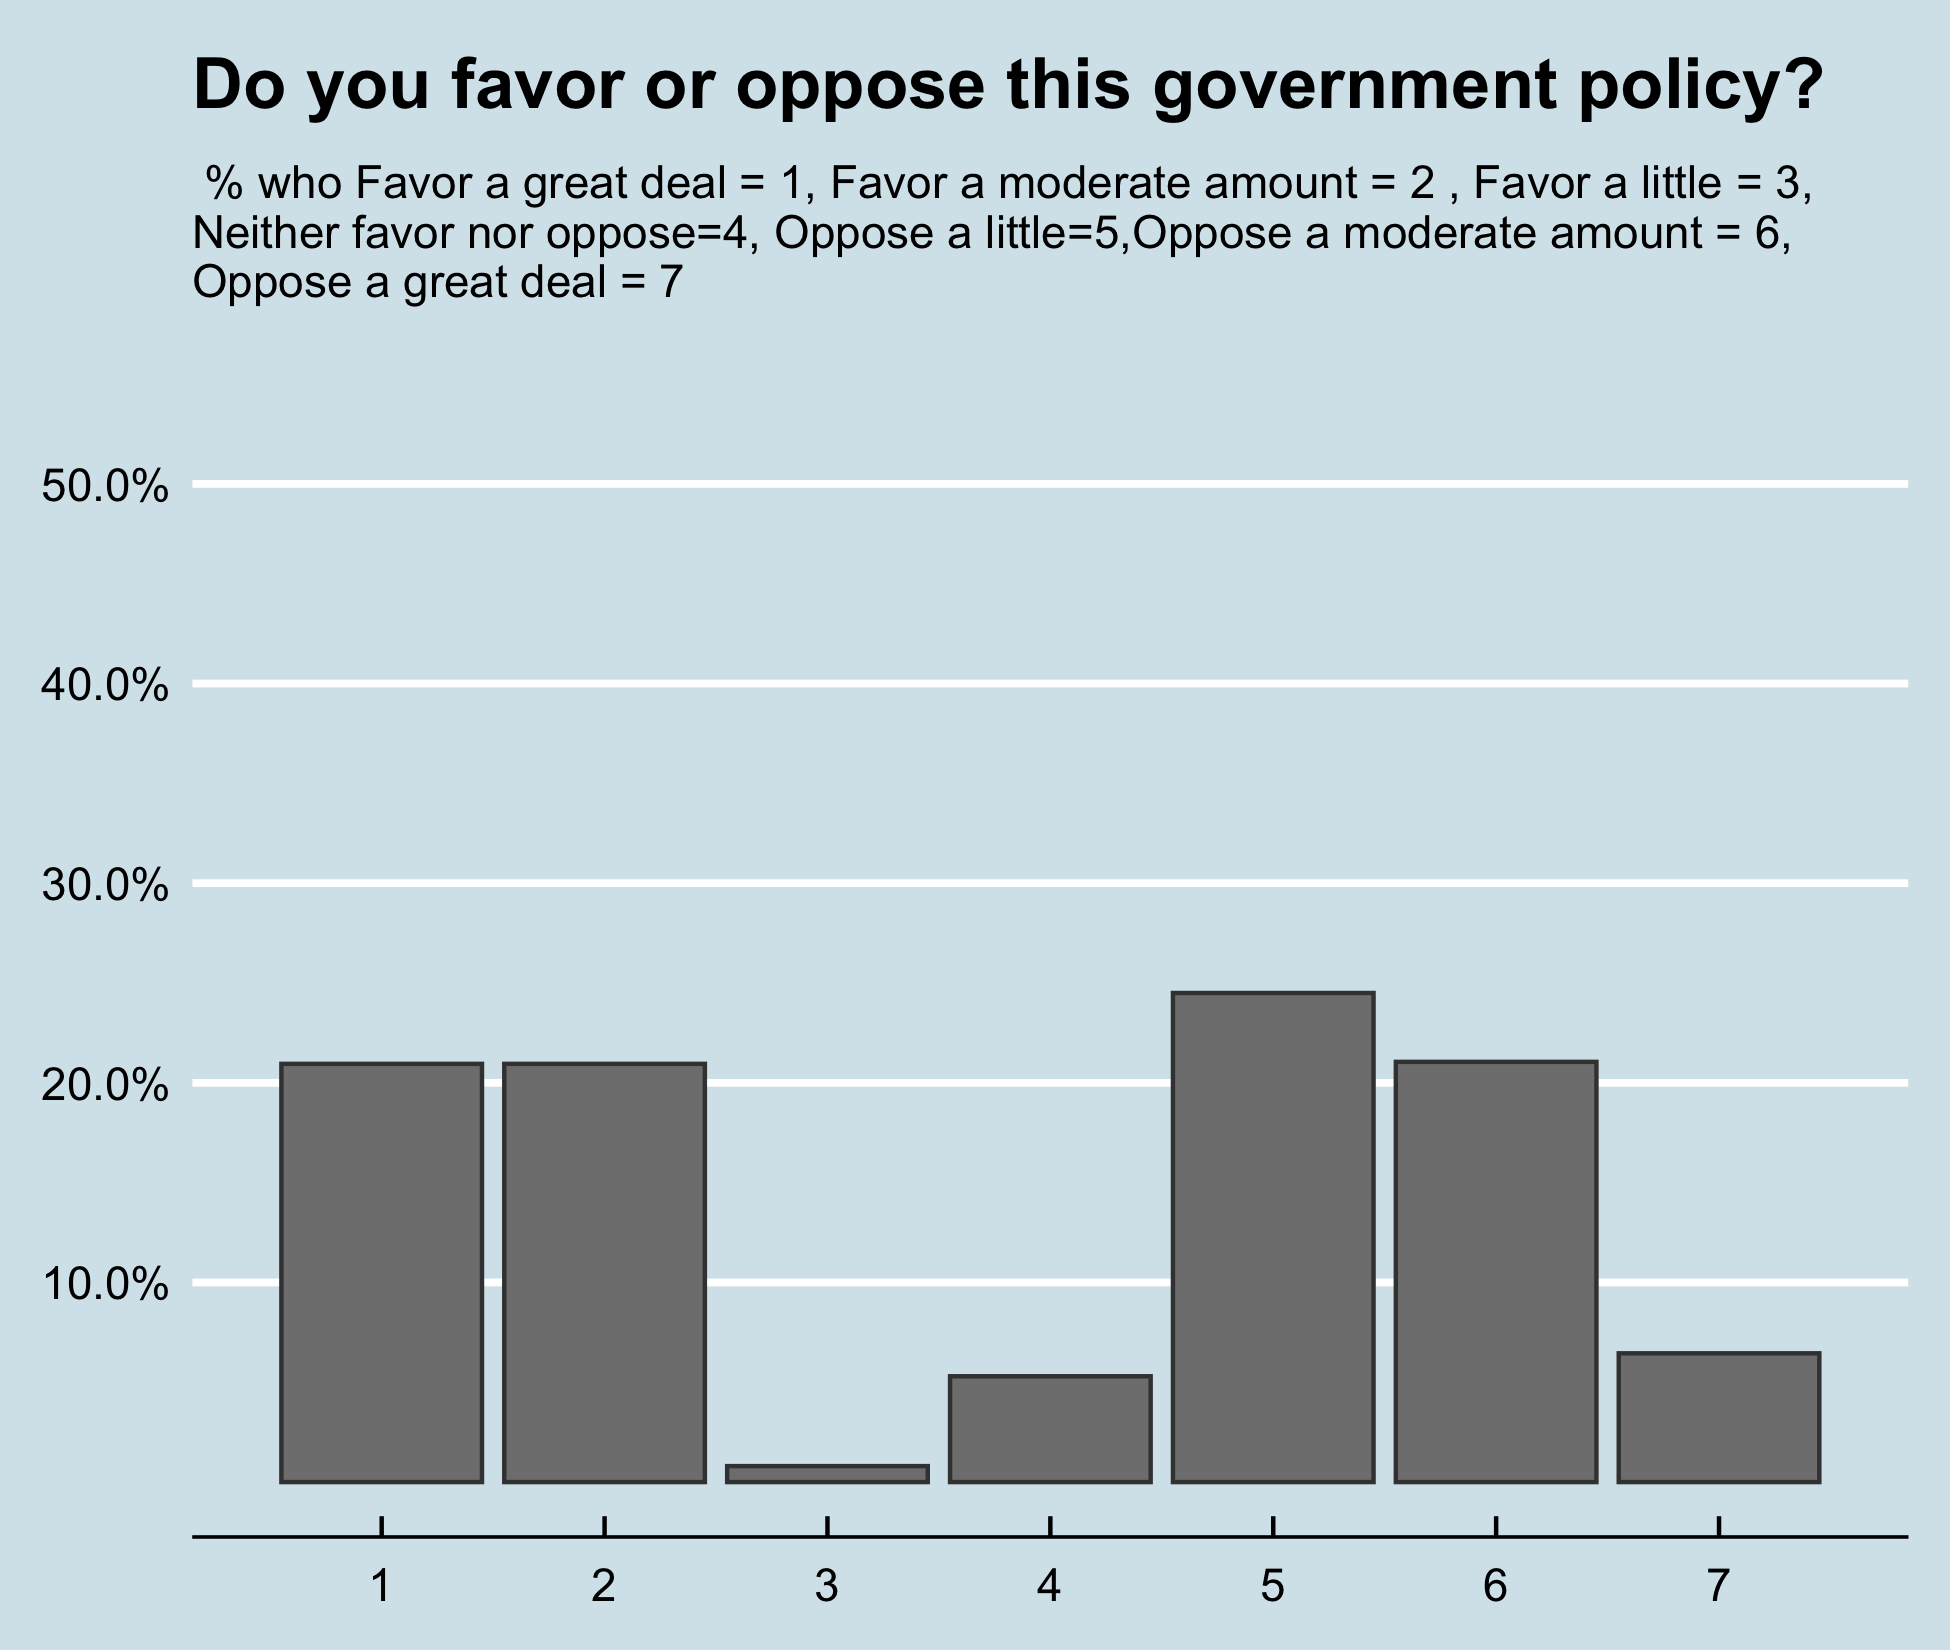 Do you favor or oppose this government policy?
% who Favor a great deal = 1, Favor a moderate amount = 2 , Favor a little = 3,
Neither favor nor oppose=4, Oppose a little=5,Oppose a moderate amount = 6,
Oppose a great deal = 7
50.0%
40.0%
30.0%
20.0%
10.0%
1 2 3 4 5 6 7